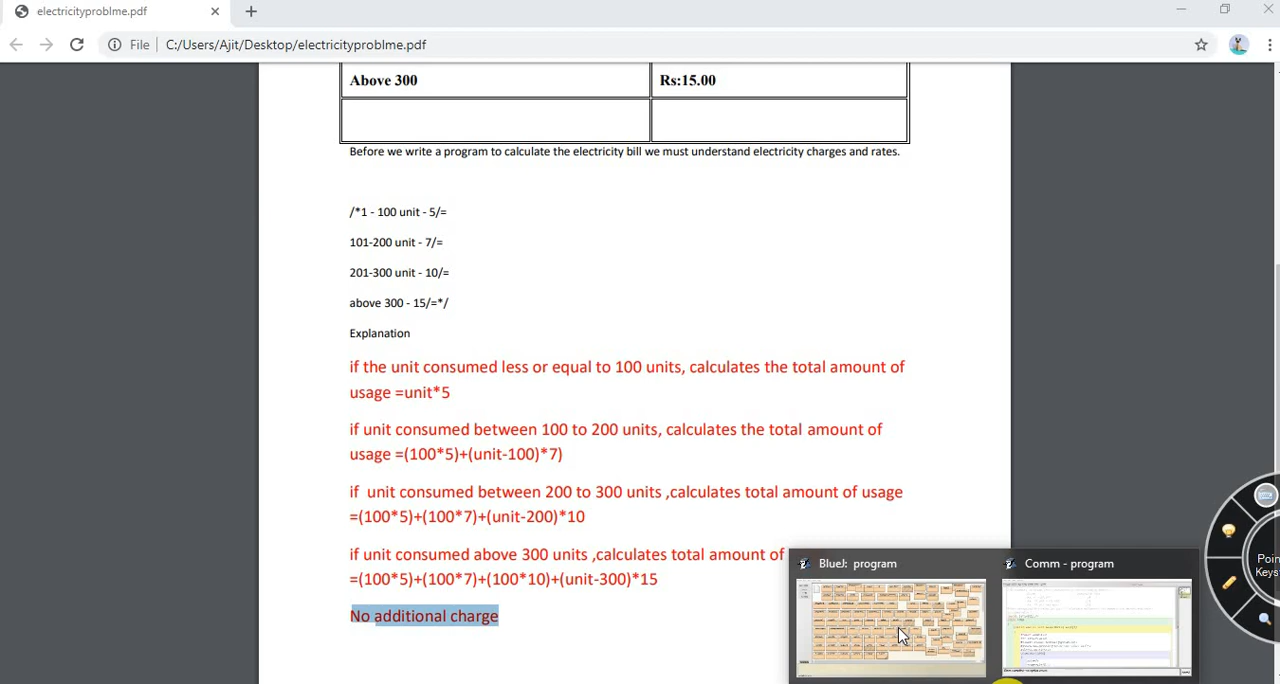 electricityproblme.pdf
File
C:/Users/Ajit/Desktop/electricityproblme.pdf
Above 300
Rs:15.00
Before we write a program to calculate the electricity bill we must understand electricity charges and rates.
/*1 - 100 unit - 5/=
101-200 unit - 7/=
201-300 unit - 10/=
above 300 - 15/=*/
Explanation
if the unit consumed less or equal to 100 units, calculates the total amount of
usage =unit*5
if unit consumed between 100 to 200 units, calculates the total amount of
usage =(100*5)+(unit-100)*7)
if unit consumed between 200 to 300 units ,calculates total amount of usage
=(100*5)+(100*7)+(unit-200)*10
if unit consumed above 300 units ,calculates total amount of
=(100*5)+(100*7)+(100*10)+(unit-300)*15
No additional charge
BlueJ: program
Comm - program
Poin
Keys